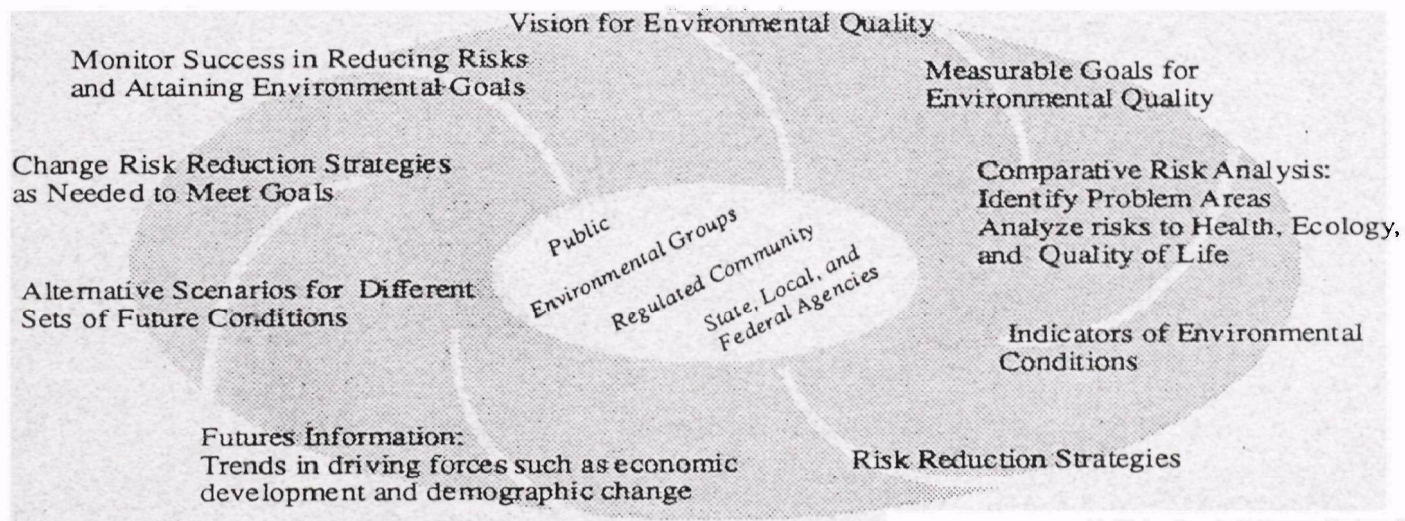 Vision for Environmental Quality
Monitor Success in Reducing Risks
and Attaining Environmental Goals
Measurable Goals for
Environmental Quality
Change Risk Reduction Strategies
as Needed to Meet Goals
Comparative Risk Analysis:
Identify Problem Areas
Analyze risks to Health, Ecology,
and Quality of Life
Public
Environmental Groups
Regulated Community
State, Local, and
Federal Agencies
Alternative Scenarios for Different
Sets of Future Conditions
Indicators of Environmental
Conditions
Futures Information:
Trends in driving forces such as economic
development and demographic change
Risk Reduction Strategies